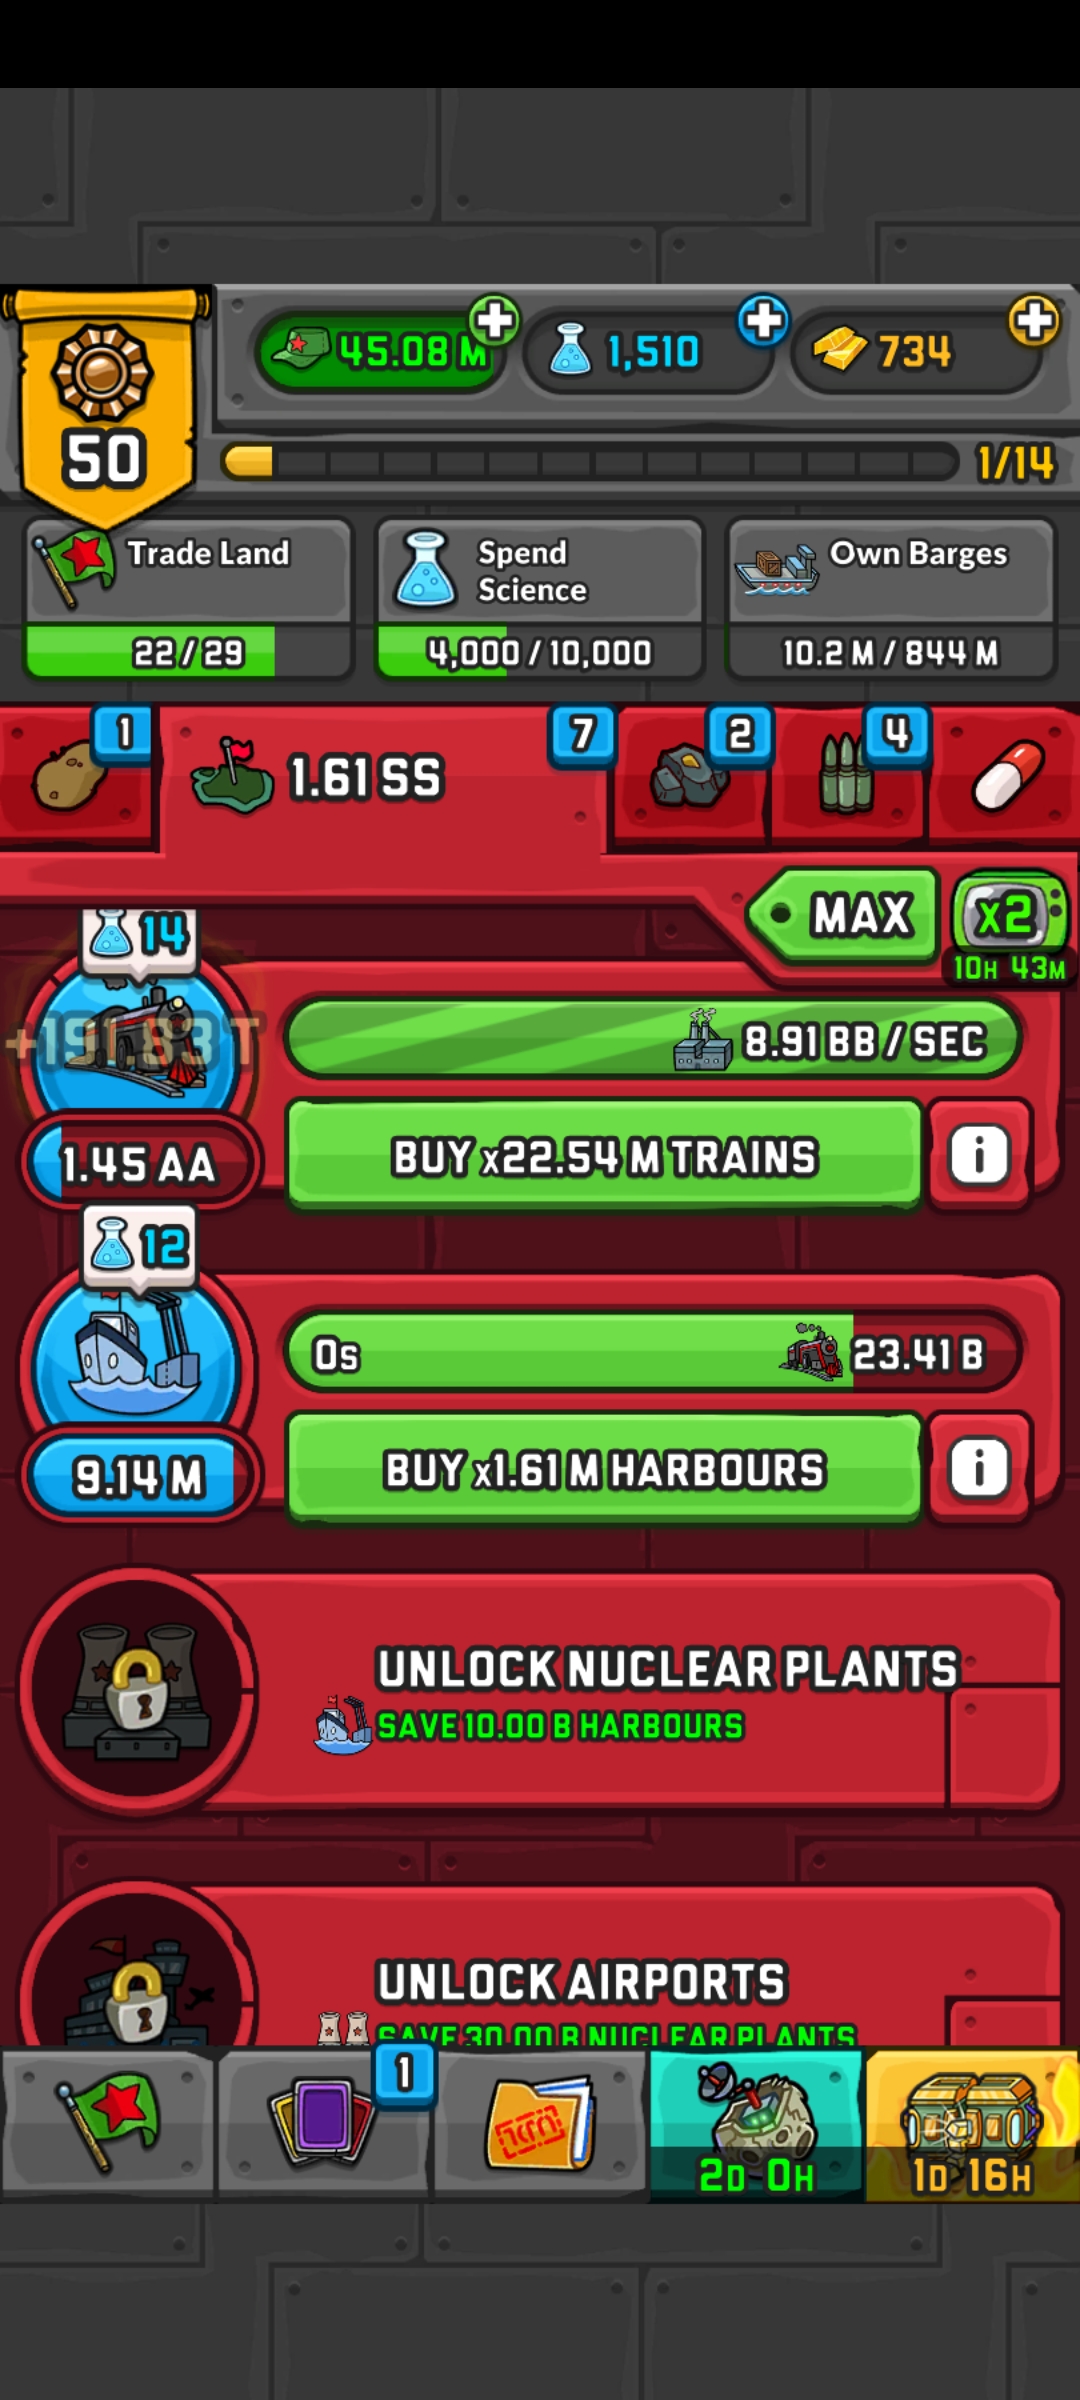 45.08 M
1,510
734
50
1/14
Trade Land
22/29
Spend
Science
4,000/10,000
Own Barges
10.2 M/844 M
1
1.61 SS
7
2
4
MAX
x2
10H 43M
14
+191.83 T
8.91 BB / SEC
1.45 AA
BUY x22.54 M TRAINS
i
12
0s
23.41 B
9.14 M
BUY x1.61 M HARBOURS
i
UNLOCK NUCLEAR PLANTS
SAVE 10.00 B HARBOURS
UNLOCK AIRPORTS
SAVE 30.00 B NUCLEAR PLANTS
1
2D 0H
1D 16H